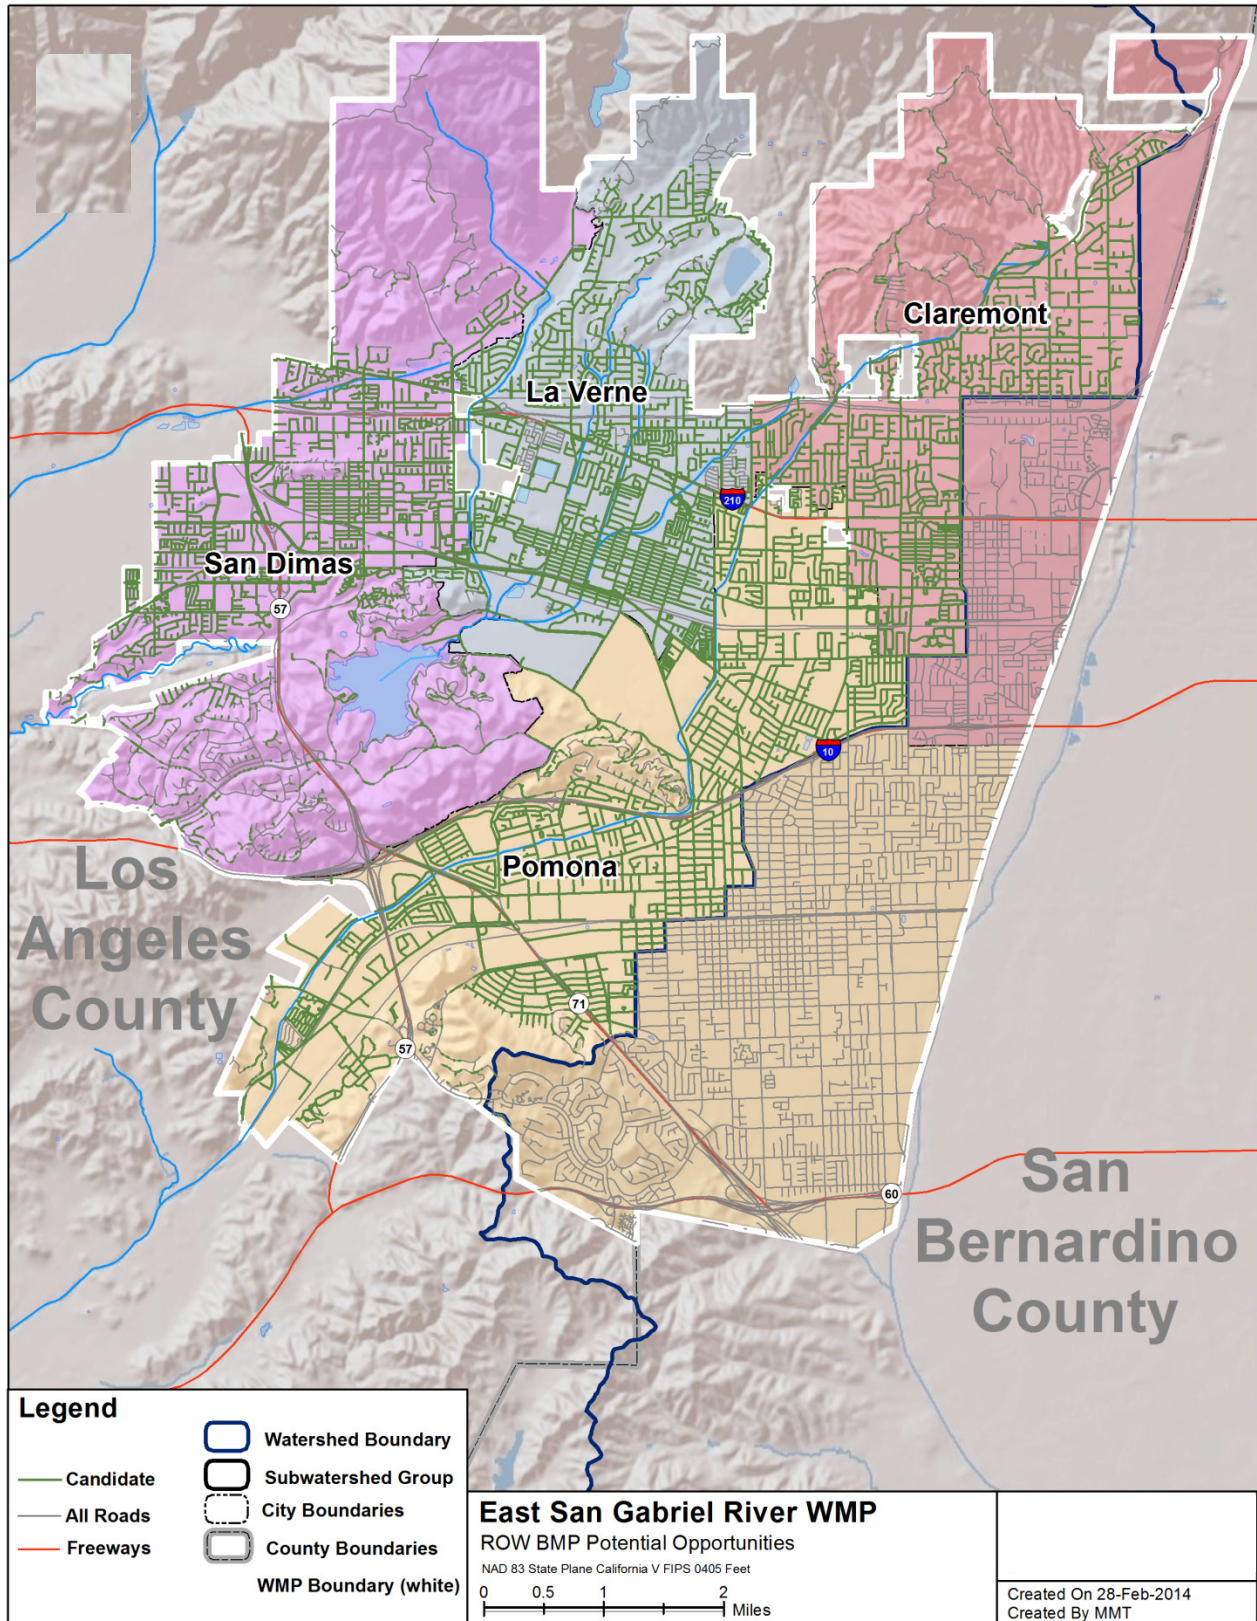 Claremont
La Verne
210
San Dimas
57
10
Los
Angeles
County
Pomona
71
57
San
Bernardino
County
60
Legend
Candidate
All Roads
Freeways
Watershed Boundary
Subwatershed Group
City Boundaries
County Boundaries
WMP Boundary (white)
East San Gabriel River WMP
ROW BMP Potential Opportunities
NAD 83 State Plane California V FIPS 0405 Feet
0 0.5 1 2
Miles
Created On 28-Feb-2014
Created By MMT